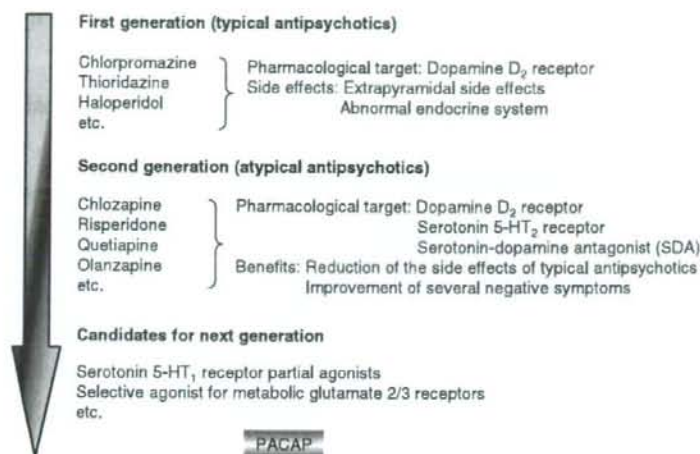 First generation (typical antipsychotics)
Chlorpromazine
Thioridazine
Haloperidol
etc.
Pharmacological target: Dopamine D₂ receptor
Side effects: Extrapyramidal side effects
Abnormal endocrine system
Second generation (atypical antipsychotics)
Chlozapine
Risperidone
Quetiapine
Olanzapine
etc.
Pharmacological target: Dopamine D₂ receptor
Serotonin 5-HT₂ receptor
Serotonin-dopamine antagonist (SDA)
Benefits: Reduction of the side effects of typical antipsychotics
Improvement of several negative symptoms
Candidates for next generation
Serotonin 5-HT₁ receptor partial agonists
Selective agonist for metabolic glutamate 2/3 receptors
etc.
PACAP